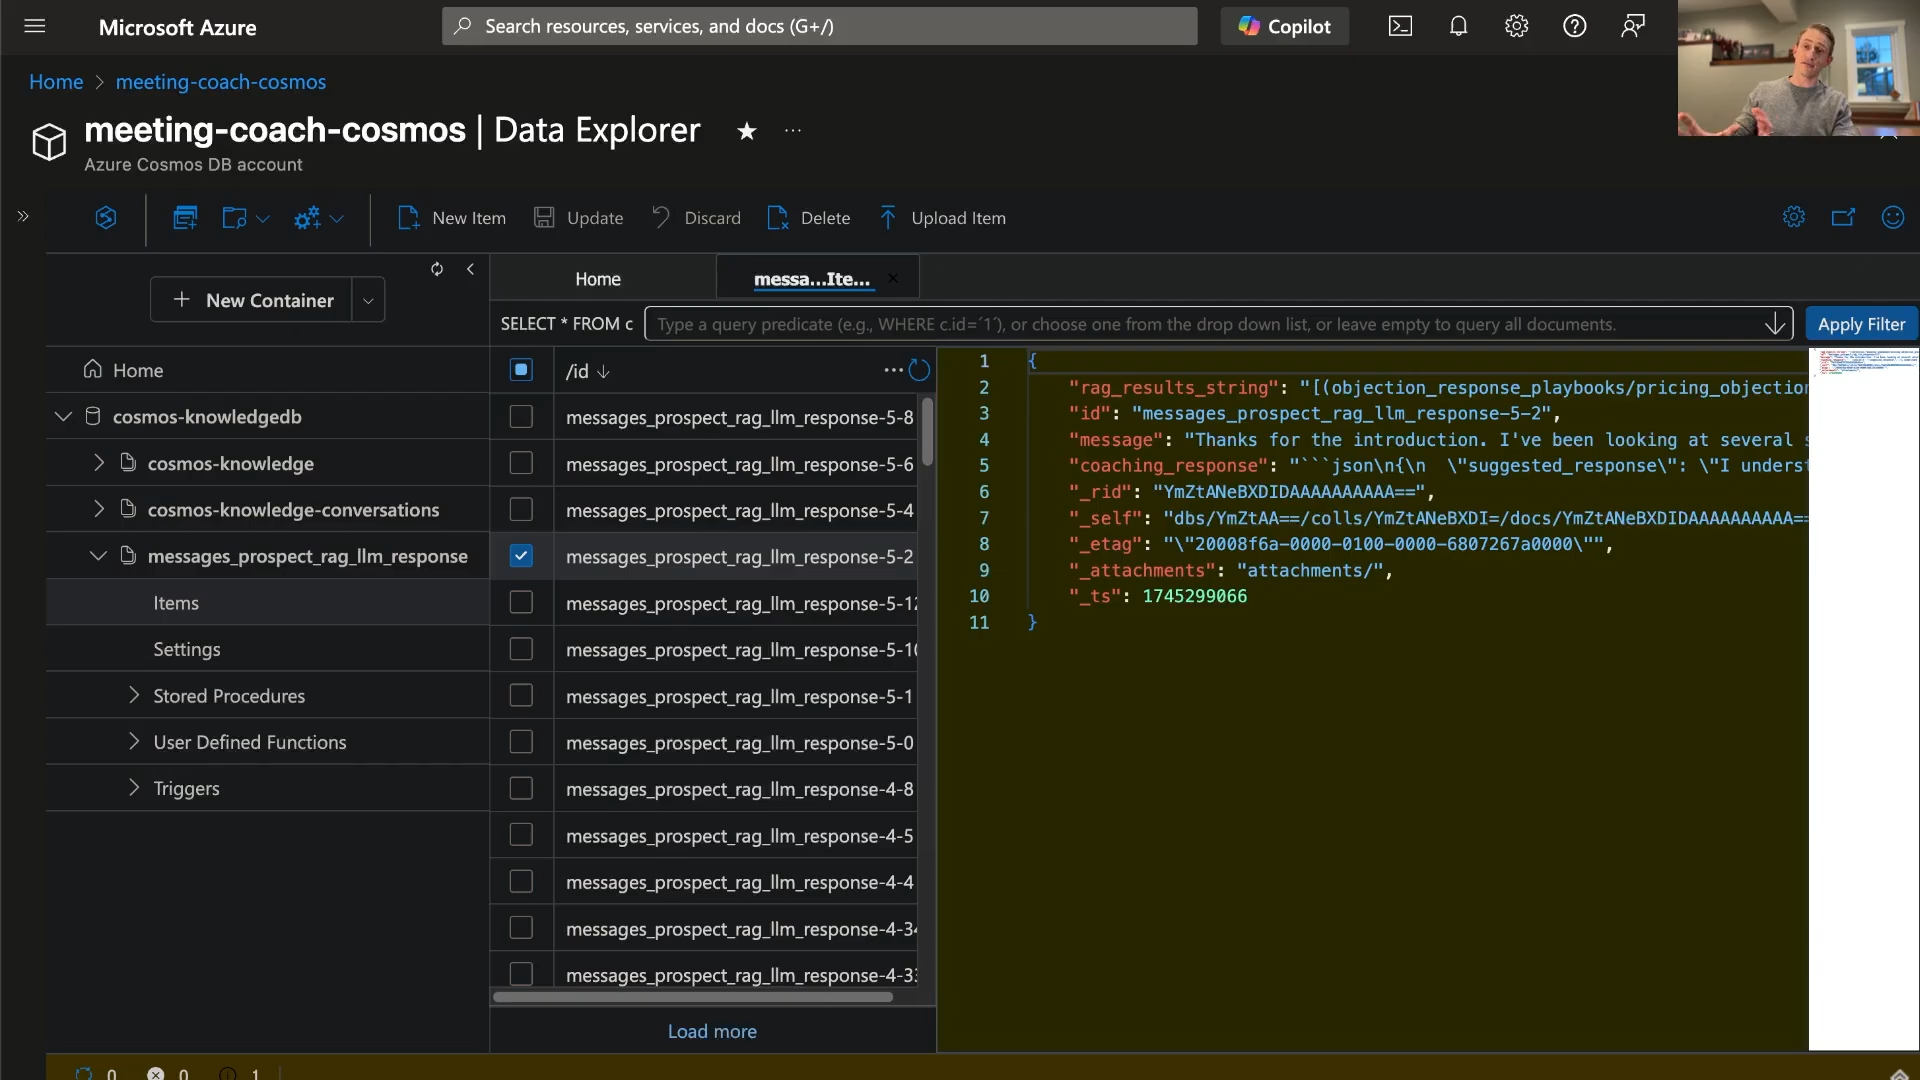 Microsoft Azure
Search resources, services, and docs (G+/)
Copilot
Home > meeting-coach-cosmos
meeting-coach-cosmos | Data Explorer
Azure Cosmos DB account
New Item
Update
Discard
Delete
Upload Item
New Container
Home
cosmos-knowledgedb
cosmos-knowledge
cosmos-knowledge-conversations
messages_prospect_rag_llm_response
Items
Settings
Stored Procedures
User Defined Functions
Triggers
Home
messa...Ite...
SELECT * FROM c
Type a query predicate (e.g., WHERE c.id=´1´), or choose one from the drop down list, or leave empty to query all documents.
Apply Filter
/id
messages_prospect_rag_llm_response-5-8
messages_prospect_rag_llm_response-5-6
messages_prospect_rag_llm_response-5-4
messages_prospect_rag_llm_response-5-2
messages_prospect_rag_llm_response-5-12
messages_prospect_rag_llm_response-5-10
messages_prospect_rag_llm_response-5-1
messages_prospect_rag_llm_response-5-0
messages_prospect_rag_llm_response-4-8
messages_prospect_rag_llm_response-4-5
messages_prospect_rag_llm_response-4-4
messages_prospect_rag_llm_response-4-34
messages_prospect_rag_llm_response-4-33
Load more
1 {
2 "rag_results_string": "[(objection_response_playbooks/pricing_objection
3 "id": "messages_prospect_rag_llm_response-5-2",
4 "message": "Thanks for the introduction. I've been looking at several s
5 "coaching_response": "```json\n{\n  \"suggested_response\": \"I underst
6 "_rid": "YmZtANeBXDIDAAAAAAAAAA==",
7 "_self": "dbs/YmZtAA==/colls/YmZtANeBXDI=/docs/YmZtANeBXDIDAAAAAAAAAA==
8 "_etag": "\"20008f6a-0000-0100-0000-6807267a0000\"",
9 "_attachments": "attachments/",
10 "_ts": 1745299066
11 }
0 0 1